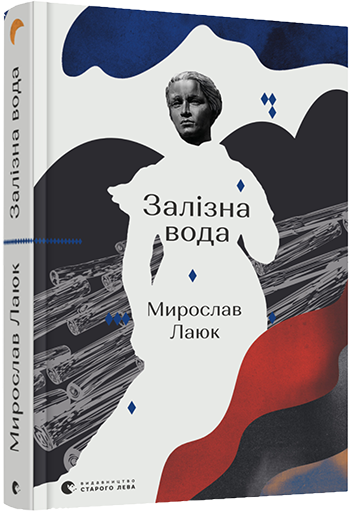 Залізна
вода
Мирослав
Лаюк
ВИДАВНИЦТВО
СТАРОГО ЛЕВА
Мирослав Лаюк
Залізна вода